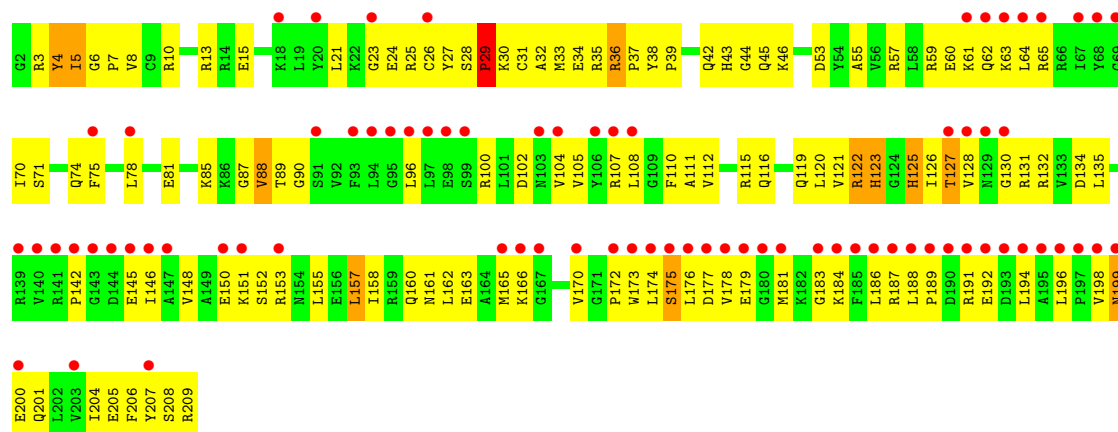 G2 R3 Y4 I5 G6 P7 V8 C9 R10 R13 R14 E15 K18 L19 Y20 L21 K22 G23 E24 R25 C26 Y27 S28 P29 K30 C31 A32 M33 E34 R35 R36 P37 Y38 P39 Q42 H43 G44 Q45 K46 D53 Y54 A55 V56 R57 L58 R59 E60 K61 Q62 K63 L64 R65 R66 I67 Y68 G69
I70 S71 Q74 F75 L78 E81 K85 K86 G87 V88 T89 G90 S91 V92 F93 L94 G95 L96 L97 E98 S99 R100 L101 D102 N103 V104 V105 Y106 R107 L108 G109 F110 A111 V112 R115 Q116 Q119 L120 V121 R122 H123 G124 H125 I126 T127 V128 N129 G130 R131 R132 V133 D134 L135
R139 V140 R141 P142 G143 D144 E145 I146 A147 V148 A149 E150 K151 S152 R153 N154 L155 E156 L157 I158 R159 Q160 N161 L162 E163 A164 M165 K166 G167 V170 G171 P172 W173 L174 S175 L176 D177 V178 E179 G180 M181 K182 G183 K184 F185 L186 R187 L188 P189 D190 R191 E192 D193 L194 A195 L196 P197 V198 N199
E200 Q201 L202 V203 I204 E205 F206 Y207 S208 R209